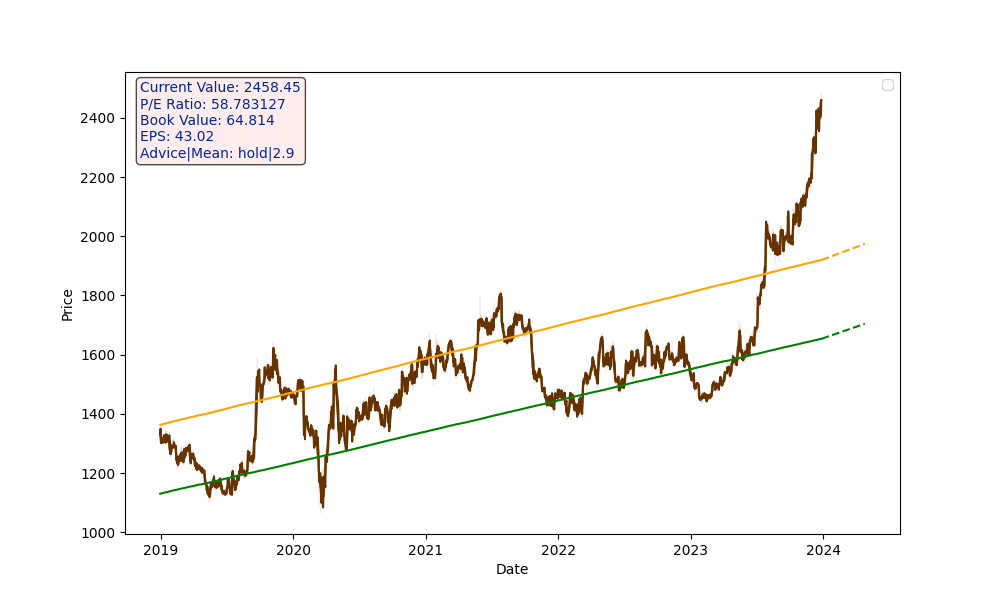 Current Value: 2458.45
P/E Ratio: 58.783127
Book Value: 64.814
EPS: 43.02
Advice|Mean: hold|2.9
Price
2400
2200
2000
1800
1600
1400
1200
1000
2019 2020 2021 2022 2023 2024
Date